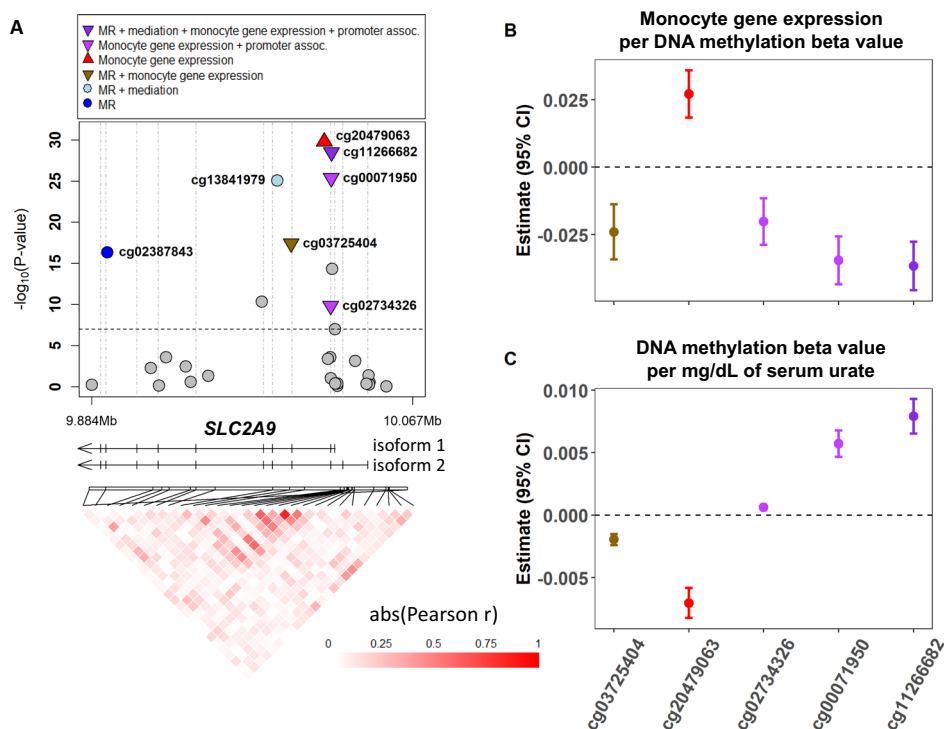 A
MR + mediation + monocyte gene expression + promoter assoc.
Monocyte gene expression + promoter assoc.
Monocyte gene expression
MR + monocyte gene expression
MR + mediation
MR
-log10(P-value)
30
25
20
15
10
5
0
cg20479063
cg11266682
cg13841979
cg00071950
cg03725404
cg02387843
cg02734326
9.884Mb
10.067Mb
SLC2A9
isoform 1
isoform 2
abs(Pearson r)
0
0.25
0.5
0.75
1
B
Monocyte gene expression
per DNA methylation beta value
Estimate (95% CI)
0.025
0.000
-0.025
C
DNA methylation beta value
per mg/dL of serum urate
Estimate (95% CI)
0.010
0.005
0.000
-0.005
cg03725404
cg20479063
cg02734326
cg00071950
cg11266682